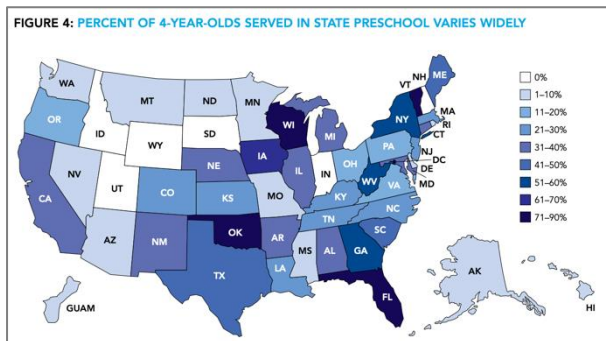 FIGURE 4: PERCENT OF 4-YEAR-OLDS SERVED IN STATE PRESCHOOL VARIES WIDELY
WA
MT
ND
MN
VT
NH
ME
OR
ID
SD
WI
MI
NY
MA
RI
CT
WY
NE
IA
PA
NJ
NV
UT
CO
IL
IN
OH
DC
DE
MD
CA
KS
MO
KY
WV
VA
AZ
NM
OK
AR
TN
NC
SC
TX
LA
MS
AL
GA
FL
AK
HI
GUAM
0%
1–10%
11–20%
21–30%
31–40%
41–50%
51–60%
61–70%
71–90%